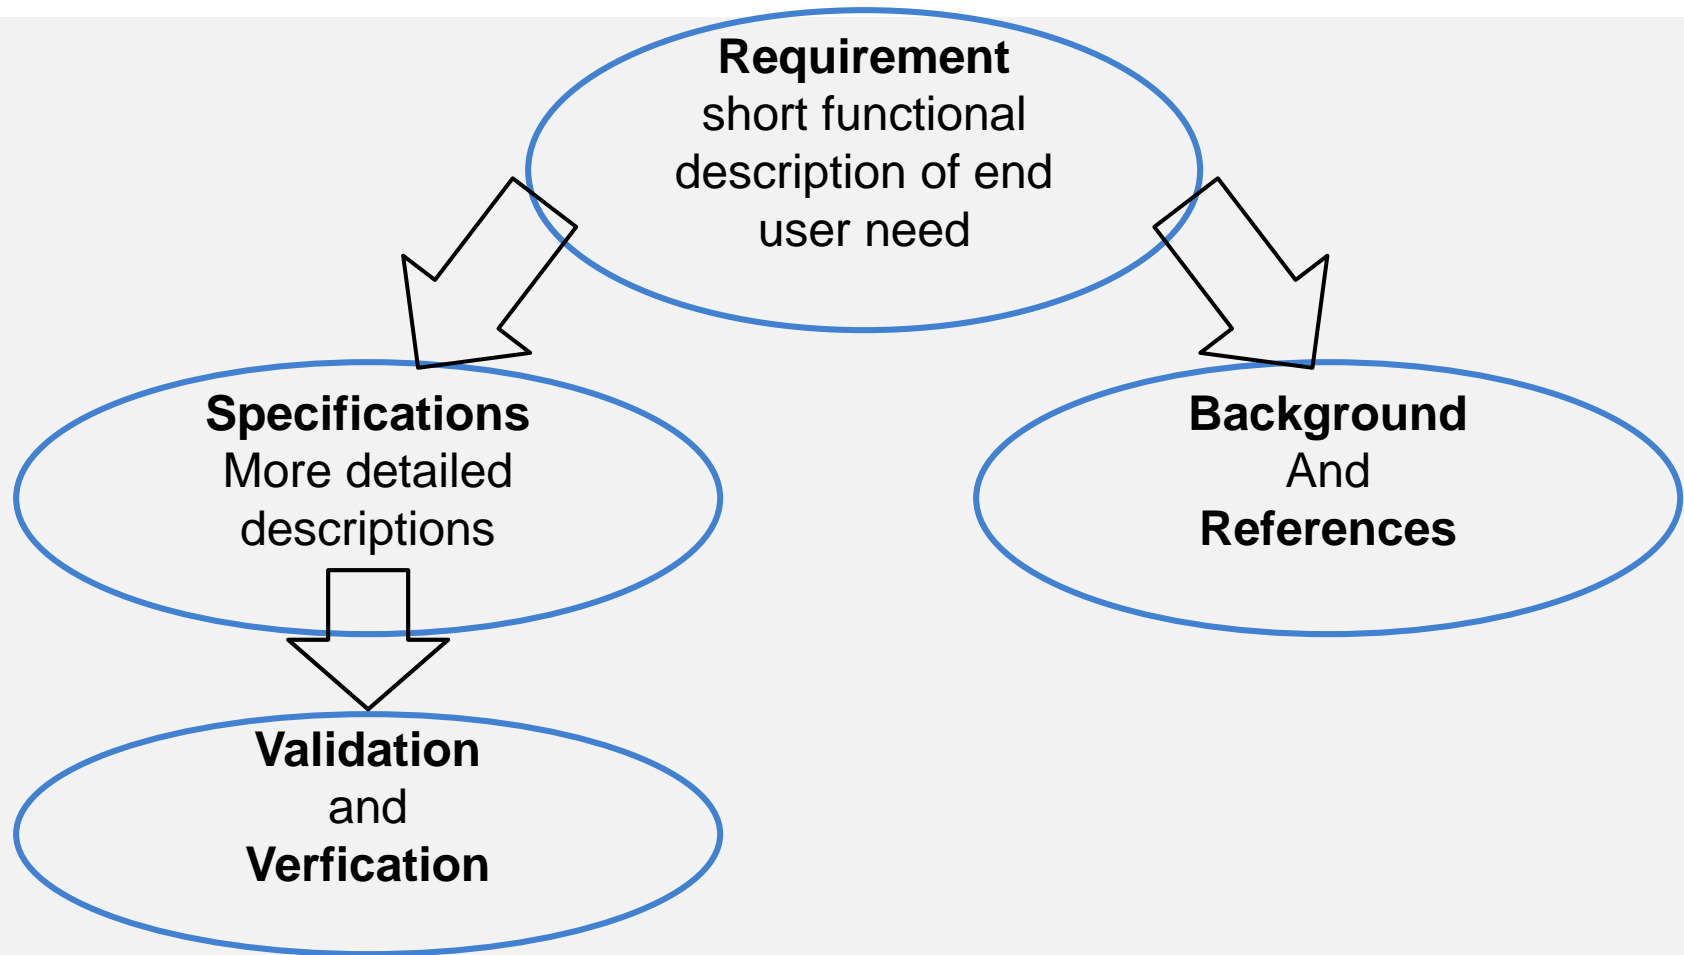 Requirement
short functional
description of end
user need
Specifications
More detailed
descriptions
Background
And
References
Validation
and
Verfication